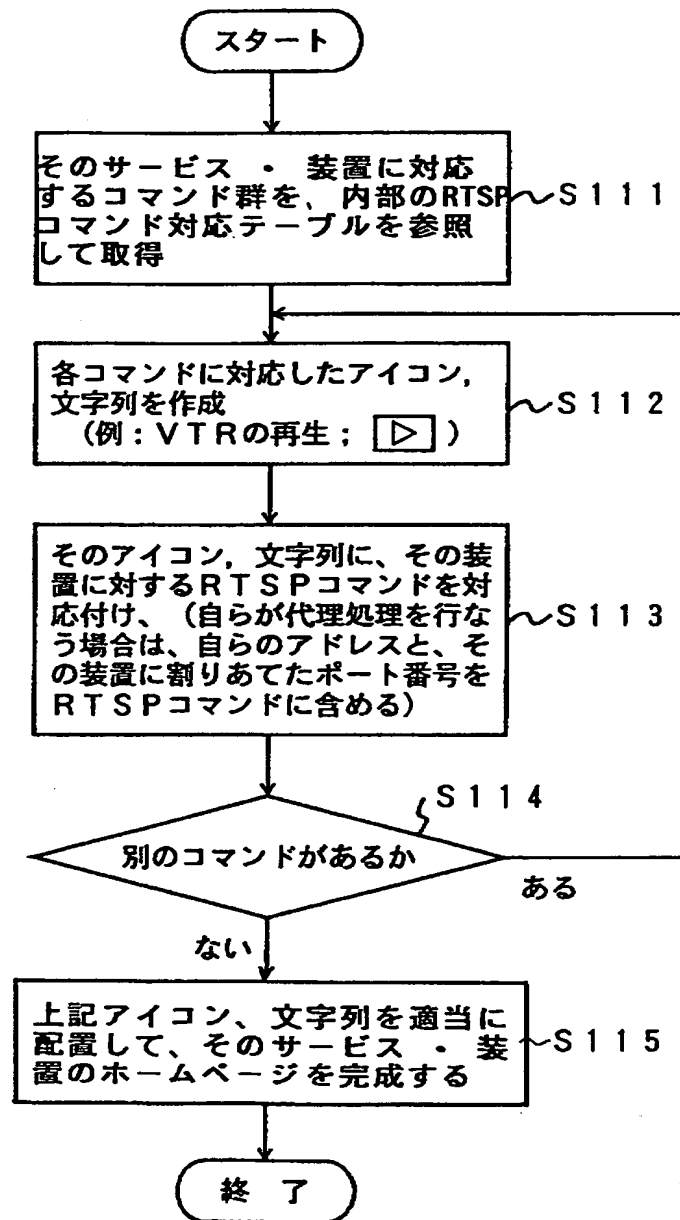 スタート
そのサービス・装置に対応
するコマンド群を、内部のRTSP
コマンド対応テーブルを参照
して取得
S111
各コマンドに対応したアイコン,
文字列を作成
(例:VTRの再生; ▷ )
S112
そのアイコン,文字列に、その装
置に対するRTSPコマンドを対
応付け、(自らが代理処理を行な
う場合は、自らのアドレスと、そ
の装置に割りあてたポート番号を
RTSPコマンドに含める)
S113
S114
別のコマンドがあるか
ある
ない
上記アイコン、文字列を適当に
配置して、そのサービス・装
置のホームページを完成する
S115
終 了